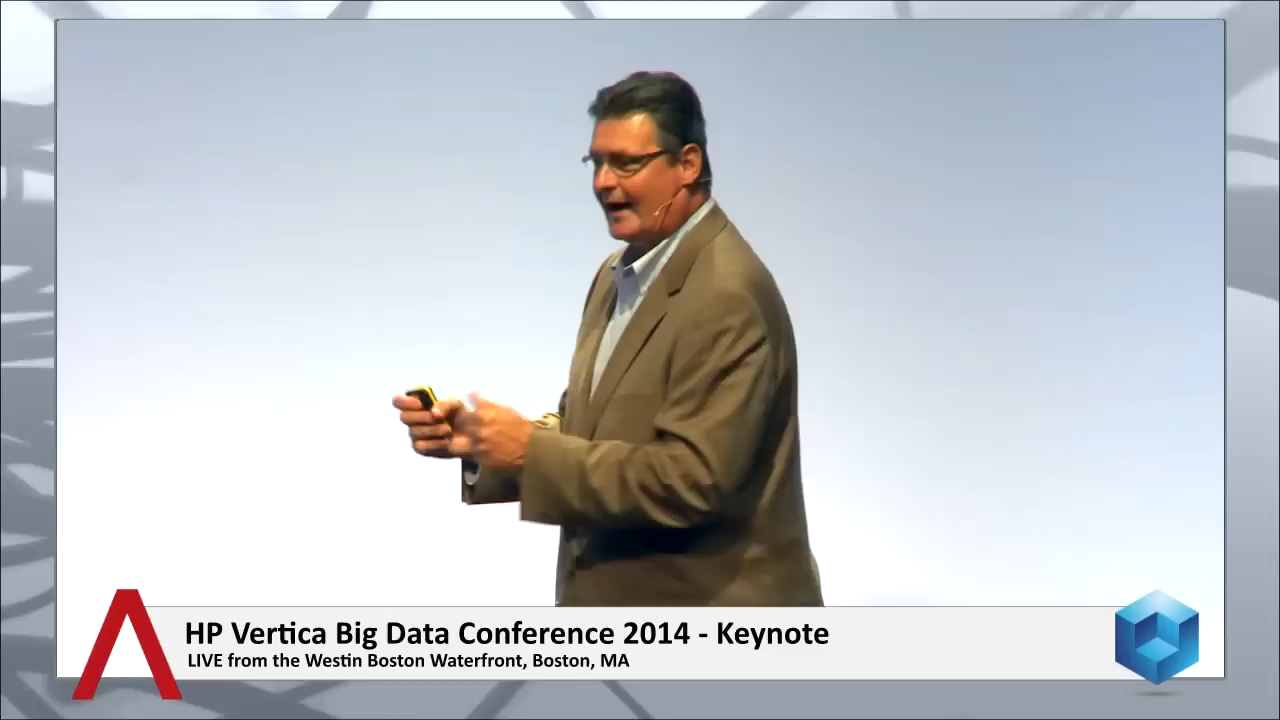 HP Vertica Big Data Conference 2014 - Keynote
LIVE from the Westin Boston Waterfront, Boston, MA